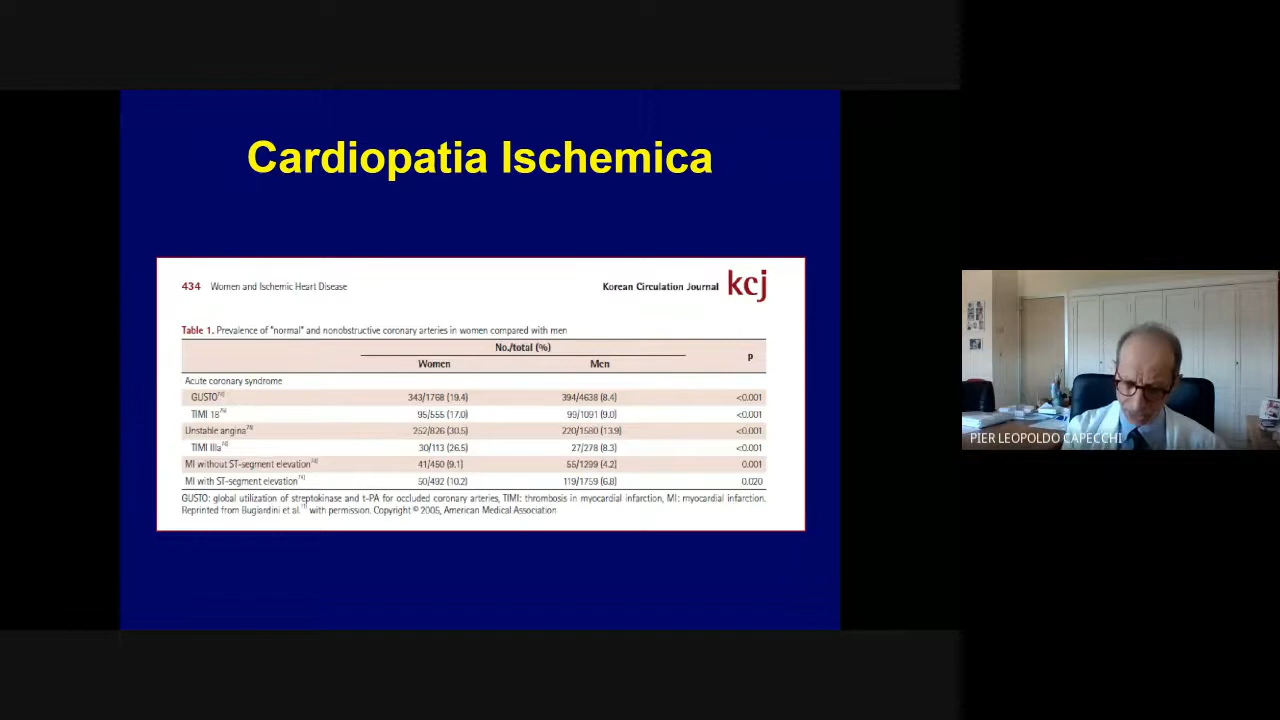 Cardiopatia Ischemica
434 Women and Ischemic Heart Disease
Korean Circulation Journal kcj
Table 1. Prevalence of "normal" and nonobstructive coronary arteries in women compared with men
No./total (%)
Women Men p
Acute coronary syndrome
GUSTO 343/1768 (19.4) 394/4638 (8.4) <0.001
TIMI 18 95/555 (17.0) 99/1091 (9.0) <0.001
Unstable angina 252/826 (30.5) 220/1580 (13.9) <0.001
TIMI IIIa 30/113 (26.5) 27/278 (8.3) <0.001
MI without ST-segment elevation 41/450 (9.1) 55/1299 (4.2) 0.001
MI with ST-segment elevation 50/492 (10.2) 119/1759 (6.8) 0.020
GUSTO: global utilization of streptokinase and t-PA for occluded coronary arteries, TIMI: thrombosis in myocardial infarction, MI: myocardial infarction.
Reprinted from Bugiardini et al. with permission. Copyright © 2005, American Medical Association
PIER LEOPOLDO CAPECCHI